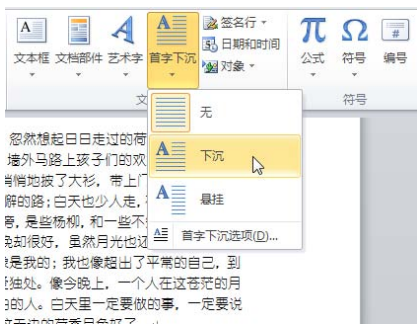 签名行
日期和时间
对象
文本框 文档部件 艺术字 首字下沉 公式 符号 编号
文 符号
无
下沉
悬挂
首字下沉选项(D)...
忽然想起日日走过的荷
墙外马路上孩子们的欢
悄悄地披了大衫，带上门
僻的路；白天也少人走，
旁，是些杨柳，和一些不
却很好，虽然月光也还
是我的；我也像超出了平常的自己，到
独处。像今晚上，一个人在这苍茫的月
的人。白天里一定要做的事，一定要说